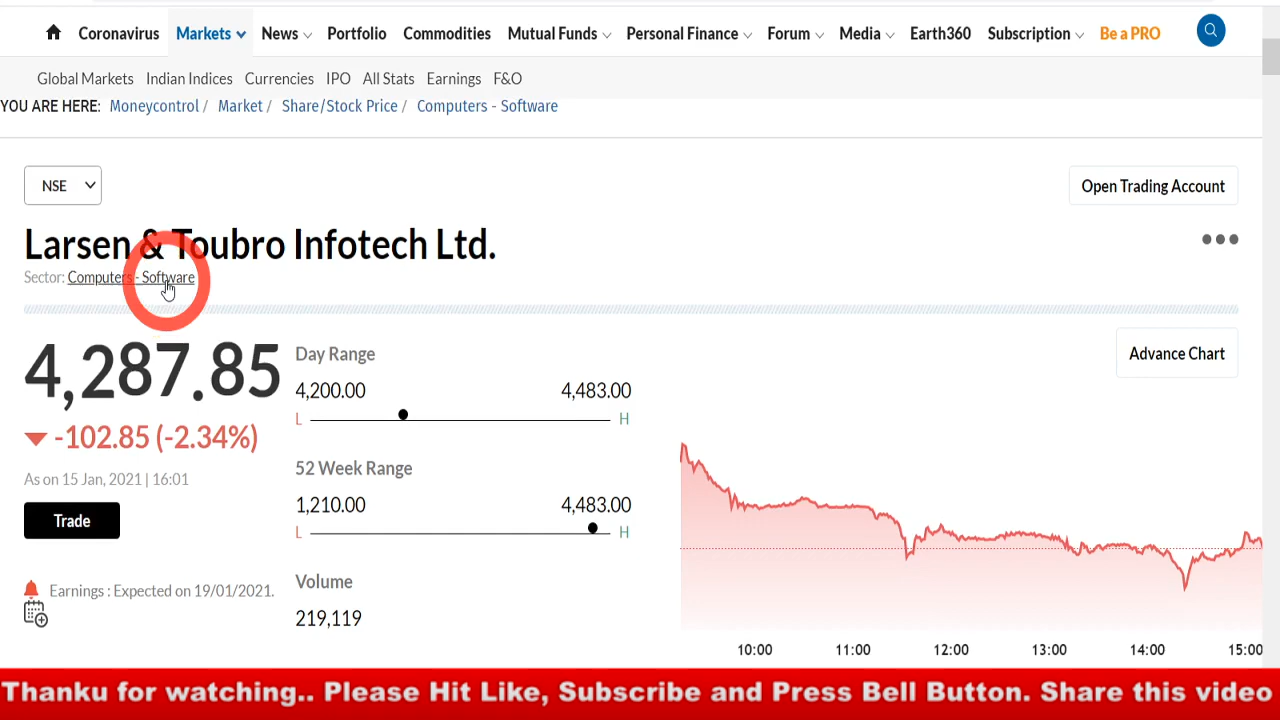 Coronavirus Markets News Portfolio Commodities Mutual Funds Personal Finance Forum Media Earth360 Subscription Be a PRO
Global Markets Indian Indices Currencies IPO All Stats Earnings F&O
YOU ARE HERE: Moneycontrol / Market / Share/Stock Price / Computers - Software
NSE
Open Trading Account
Larsen & Toubro Infotech Ltd.
Sector: Computers - Software
4,287.85
-102.85 (-2.34%)
As on 15 Jan, 2021 | 16:01
Trade
Earnings : Expected on 19/01/2021.
Day Range
4,200.00 4,483.00
L H
52 Week Range
1,210.00 4,483.00
L H
Volume
219,119
Advance Chart
10:00 11:00 12:00 13:00 14:00 15:00
Thanku for watching.. Please Hit Like, Subscribe and Press Bell Button. Share this video